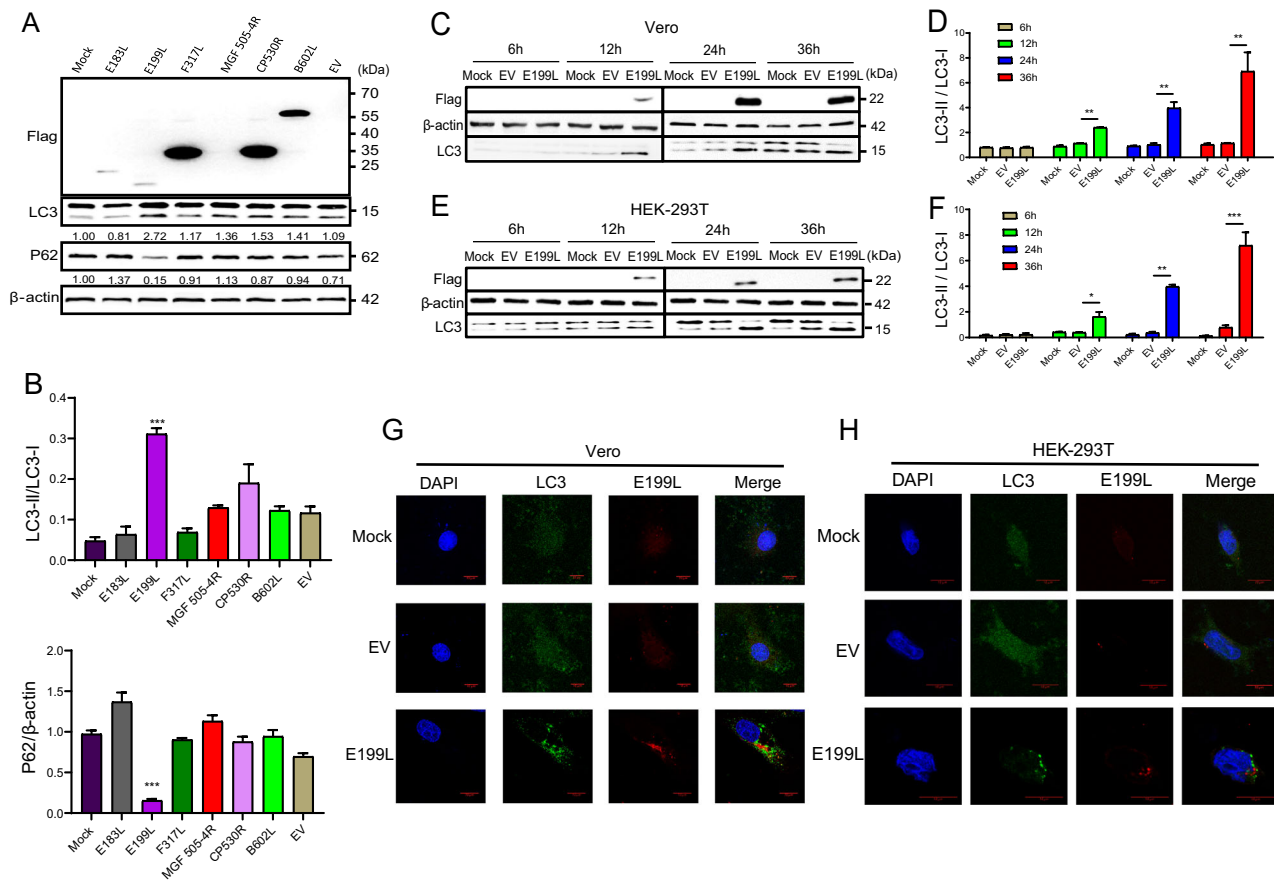 A
Mock E183L E199L F317L MGF 505-4R CP530R B602L EV (kDa)
Flag
70
55
40
35
25
LC3
15
1.00 0.81 2.72 1.17 1.36 1.53 1.41 1.09
P62
62
1.00 1.37 0.15 0.91 1.13 0.87 0.94 0.71
β-actin
42
B
LC3-II/LC3-I
0.4
0.3
0.2
0.1
0.0
***
Mock E183L E199L F317L MGF 505-4R CP530R B602L EV
P62/β-actin
2.0
1.5
1.0
0.5
0.0
***
Mock E183L E199L F317L MGF 505-4R CP530R B602L EV
C
Vero
6h 12h 24h 36h
Mock EV E199L Mock EV E199L Mock EV E199L Mock EV E199L (kDa)
Flag 22
β-actin 42
LC3 15
D
LC3-II / LC3-I
10
8
6
4
2
0
6h
12h
24h
36h
** ** **
Mock EV E199L Mock EV E199L Mock EV E199L Mock EV E199L
E
HEK-293T
6h 12h 24h 36h
Mock EV E199L Mock EV E199L Mock EV E199L Mock EV E199L (kDa)
Flag 22
β-actin 42
LC3 15
F
LC3-II / LC3-I
10
8
6
4
2
0
6h
12h
24h
36h
* ** ***
Mock EV E199L Mock EV E199L Mock EV E199L Mock EV E199L
G
Vero
DAPI LC3 E199L Merge
Mock
EV
E199L
H
HEK-293T
DAPI LC3 E199L Merge
Mock
EV
E199L